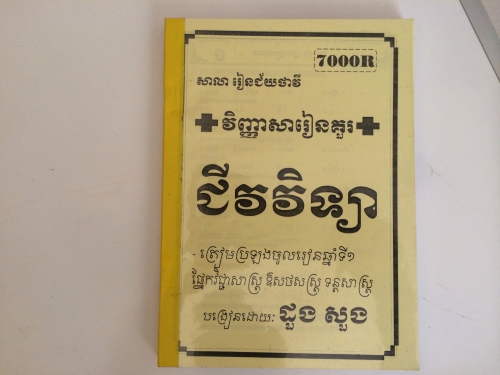 7000R
សាលា រៀនជ័យថាវី
វិញ្ញាសារៀនគួរ
ជីវវិទ្យា
- ត្រៀមប្រឡងចូលរៀនឆ្នាំទី១
ផ្នែកវិជ្ជាសាស្ត្រ ឱសថសស្ត្រ ទន្តសាស្ត្រ
បង្រៀនដោយ: ដួង សួង